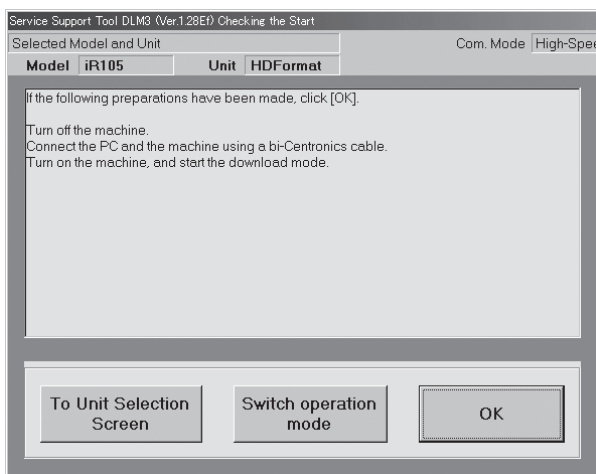 Service Support Tool DLM3 (Ver.1.28Ef) Checking the Start
Selected Model and Unit
Com. Mode High-Spee
Model iR105 Unit HDFormat
If the following preparations have been made, click [OK].
Turn off the machine.
Connect the PC and the machine using a bi-Centronics cable.
Turn on the machine, and start the download mode.
To Unit Selection
Screen
Switch operation
mode
OK